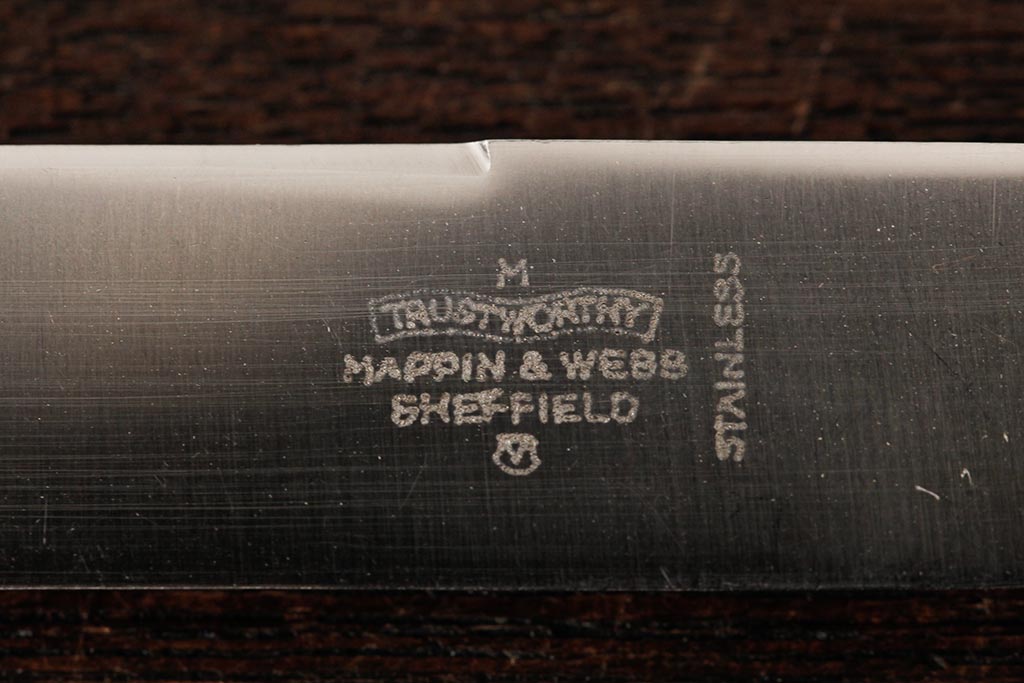 M
TRUSTWORTHY
MAPPIN & WEBB
SHEFFIELD
M
STAINLESS